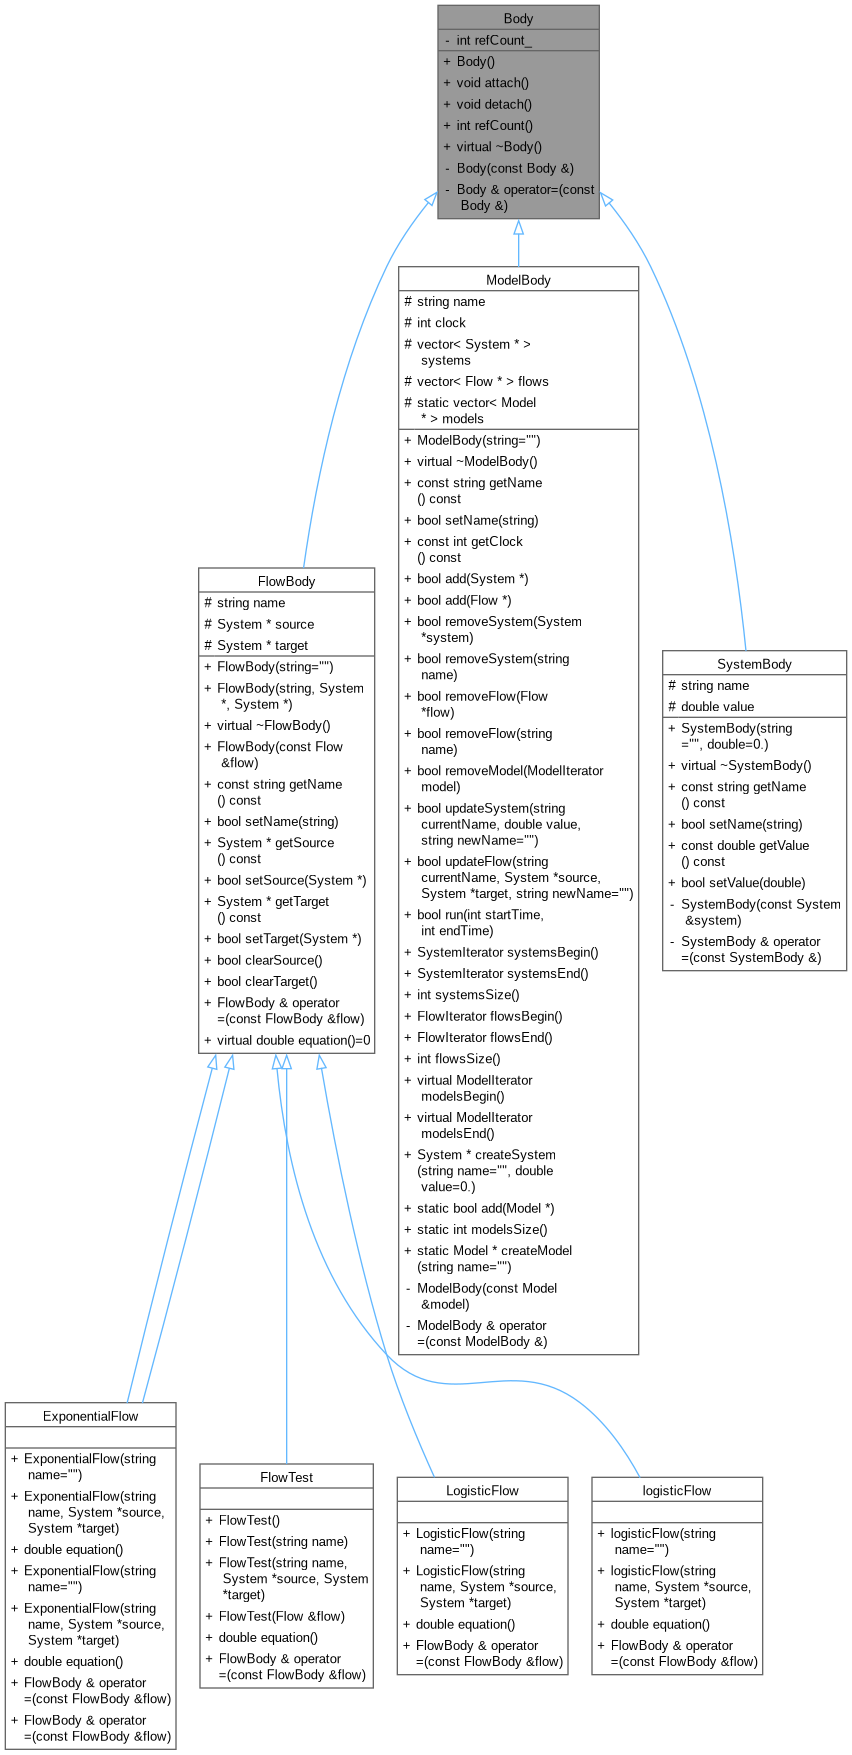 Body
- int refCount_
+ Body()
+ void attach()
+ void detach()
+ int refCount()
+ virtual ~Body()
- Body(const Body &)
- Body & operator=(const
Body &)
ModelBody
# string name
# int clock
# vector< System * >
systems
# vector< Flow * > flows
# static vector< Model
* > models
+ ModelBody(string="")
+ virtual ~ModelBody()
+ const string getName
() const
+ bool setName(string)
+ const int getClock
() const
+ bool add(System *)
+ bool add(Flow *)
+ bool removeSystem(System
*system)
+ bool removeSystem(string
name)
+ bool removeFlow(Flow
*flow)
+ bool removeFlow(string
name)
+ bool removeModel(ModelIterator
model)
+ bool updateSystem(string
currentName, double value,
string newName="")
+ bool updateFlow(string
currentName, System *source,
System *target, string newName="")
+ bool run(int startTime,
int endTime)
+ SystemIterator systemsBegin()
+ SystemIterator systemsEnd()
+ int systemsSize()
+ FlowIterator flowsBegin()
+ FlowIterator flowsEnd()
+ int flowsSize()
+ virtual ModelIterator
modelsBegin()
+ virtual ModelIterator
modelsEnd()
+ System * createSystem
(string name="", double
value=0.)
+ static bool add(Model *)
+ static int modelsSize()
+ static Model * createModel
(string name="")
- ModelBody(const Model
&model)
- ModelBody & operator
=(const ModelBody &)
FlowBody
# string name
# System * source
# System * target
+ FlowBody(string="")
+ FlowBody(string, System
*, System *)
+ virtual ~FlowBody()
+ FlowBody(const Flow
&flow)
+ const string getName
() const
+ bool setName(string)
+ System * getSource
() const
+ bool setSource(System *)
+ System * getTarget
() const
+ bool setTarget(System *)
+ bool clearSource()
+ bool clearTarget()
+ FlowBody & operator
=(const FlowBody &flow)
+ virtual double equation()=0
SystemBody
# string name
# double value
+ SystemBody(string
="", double=0.)
+ virtual ~SystemBody()
+ const string getName
() const
+ bool setName(string)
+ const double getValue
() const
+ bool setValue(double)
- SystemBody(const System
&system)
- SystemBody & operator
=(const SystemBody &)
ExponentialFlow
+ ExponentialFlow(string
name="")
+ ExponentialFlow(string
name, System *source,
System *target)
+ double equation()
+ ExponentialFlow(string
name="")
+ ExponentialFlow(string
name, System *source,
System *target)
+ double equation()
+ FlowBody & operator
=(const FlowBody &flow)
+ FlowBody & operator
=(const FlowBody &flow)
FlowTest
+ FlowTest()
+ FlowTest(string name)
+ FlowTest(string name,
System *source, System
*target)
+ FlowTest(Flow &flow)
+ double equation()
+ FlowBody & operator
=(const FlowBody &flow)
LogisticFlow
+ LogisticFlow(string
name="")
+ LogisticFlow(string
name, System *source,
System *target)
+ double equation()
+ FlowBody & operator
=(const FlowBody &flow)
logisticFlow
+ logisticFlow(string
name="")
+ logisticFlow(string
name, System *source,
System *target)
+ double equation()
+ FlowBody & operator
=(const FlowBody &flow)